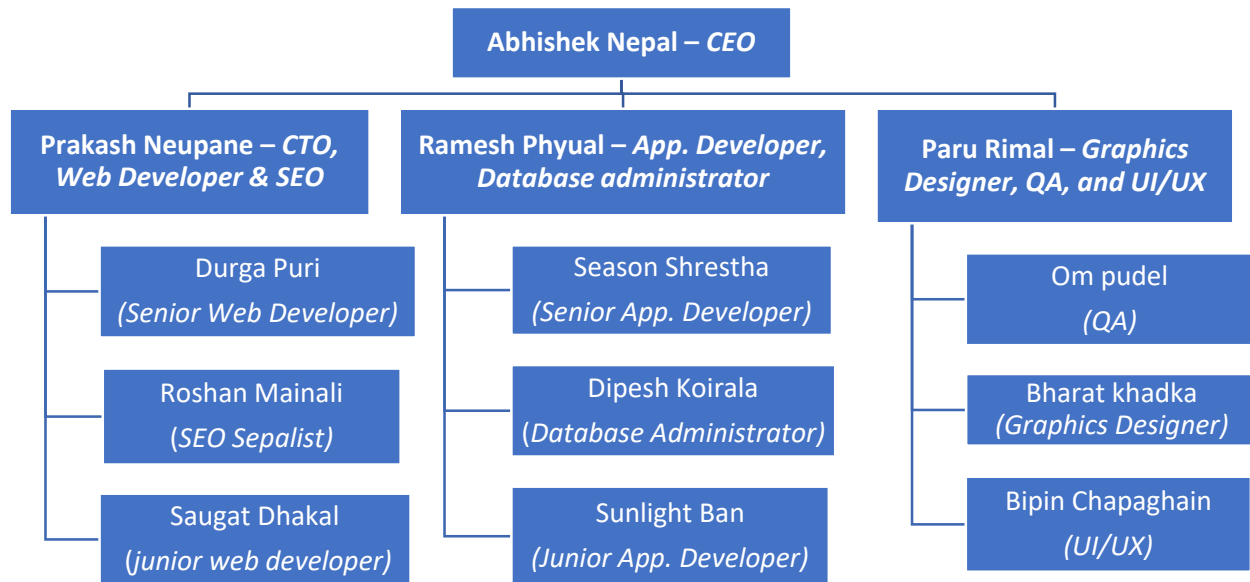 Abhishek Nepal – CEO
Prakash Neupane – CTO,
Web Developer & SEO
Durga Puri
(Senior Web Developer)
Roshan Mainali
(SEO Sepalist)
Saugat Dhakal
(junior web developer)
Ramesh Phyual – App. Developer,
Database administrator
Season Shrestha
(Senior App. Developer)
Dipesh Koirala
(Database Administrator)
Sunlight Ban
(Junior App. Developer)
Paru Rimal – Graphics
Designer, QA, and UI/UX
Om pudel
(QA)
Bharat khadka
(Graphics Designer)
Bipin Chapaghain
(UI/UX)